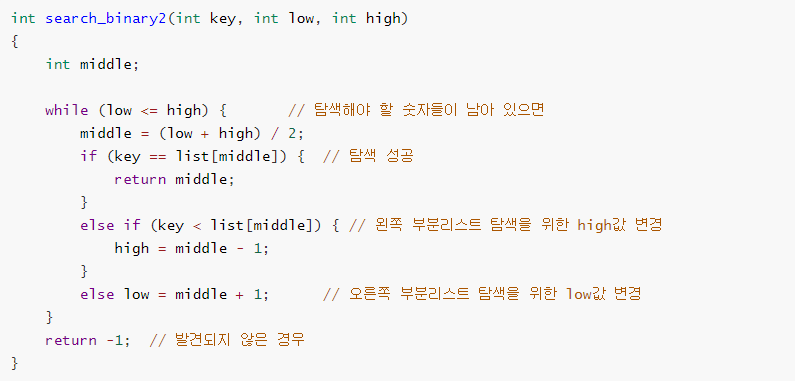 int search_binary2(int key, int low, int high)
{
    int middle;

    while (low <= high) {       // 탐색해야 할 숫자들이 남아 있으면
        middle = (low + high) / 2;
        if (key == list[middle]) {  // 탐색 성공
            return middle;
        }
        else if (key < list[middle]) { // 왼쪽 부분리스트 탐색을 위한 high값 변경
            high = middle - 1;
        }
        else low = middle + 1;      // 오른쪽 부분리스트 탐색을 위한 low값 변경
    }
    return -1;  // 발견되지 않은 경우
}